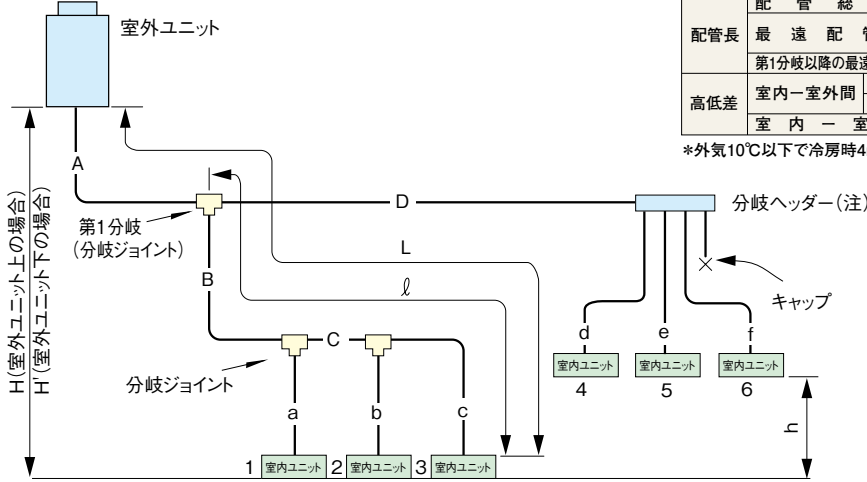 室外ユニット
配管総
配管長
最遠配管
第1分岐以降の最遠
高低差
室内ー室外間
室内ー室
*外気10℃以下で冷房時4
A
D
分岐ヘッダー(注)
第1分岐
(分岐ジョイント)
H(室外ユニット上の場合)
H'(室外ユニット下の場合)
L
B
ℓ
キャップ
C
d
e
f
分岐ジョイント
室内ユニット
室内ユニット
室内ユニット
4
5
6
a
b
c
h
1 室内ユニット 2 室内ユニット 3 室内ユニット